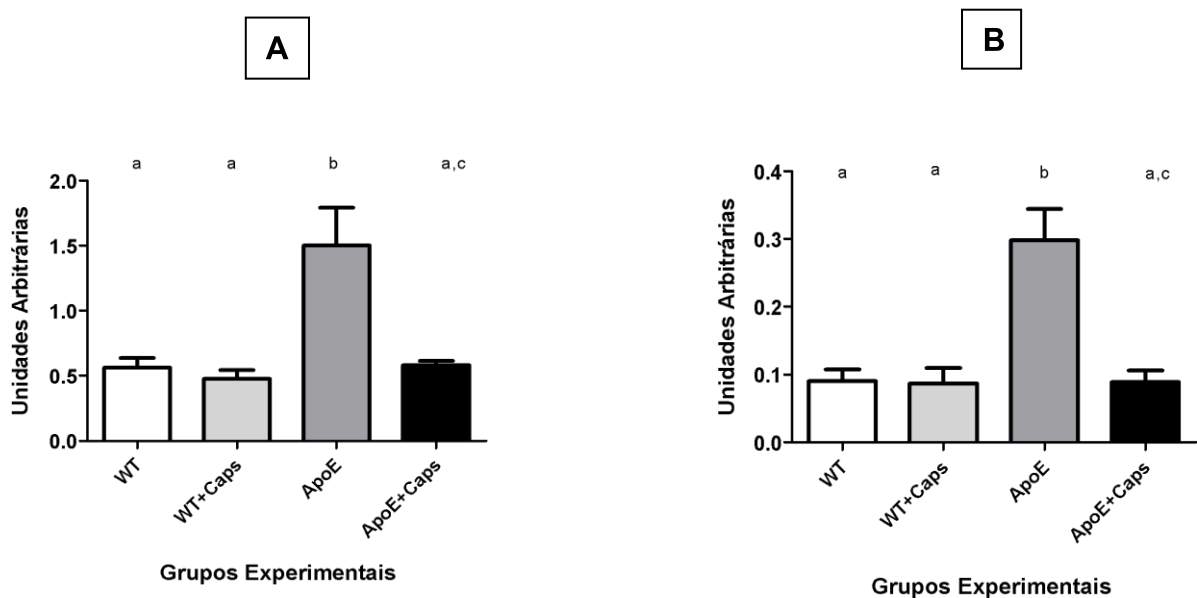 A
a a b a,c
Unidades Arbitrárias
2.0
1.5
1.0
0.5
0.0
WT WT+Caps ApoE ApoE+Caps
Grupos Experimentais
B
a a b a,c
Unidades Arbitrárias
0.4
0.3
0.2
0.1
0.0
WT WT+Caps ApoE ApoE+Caps
Grupos Experimentais